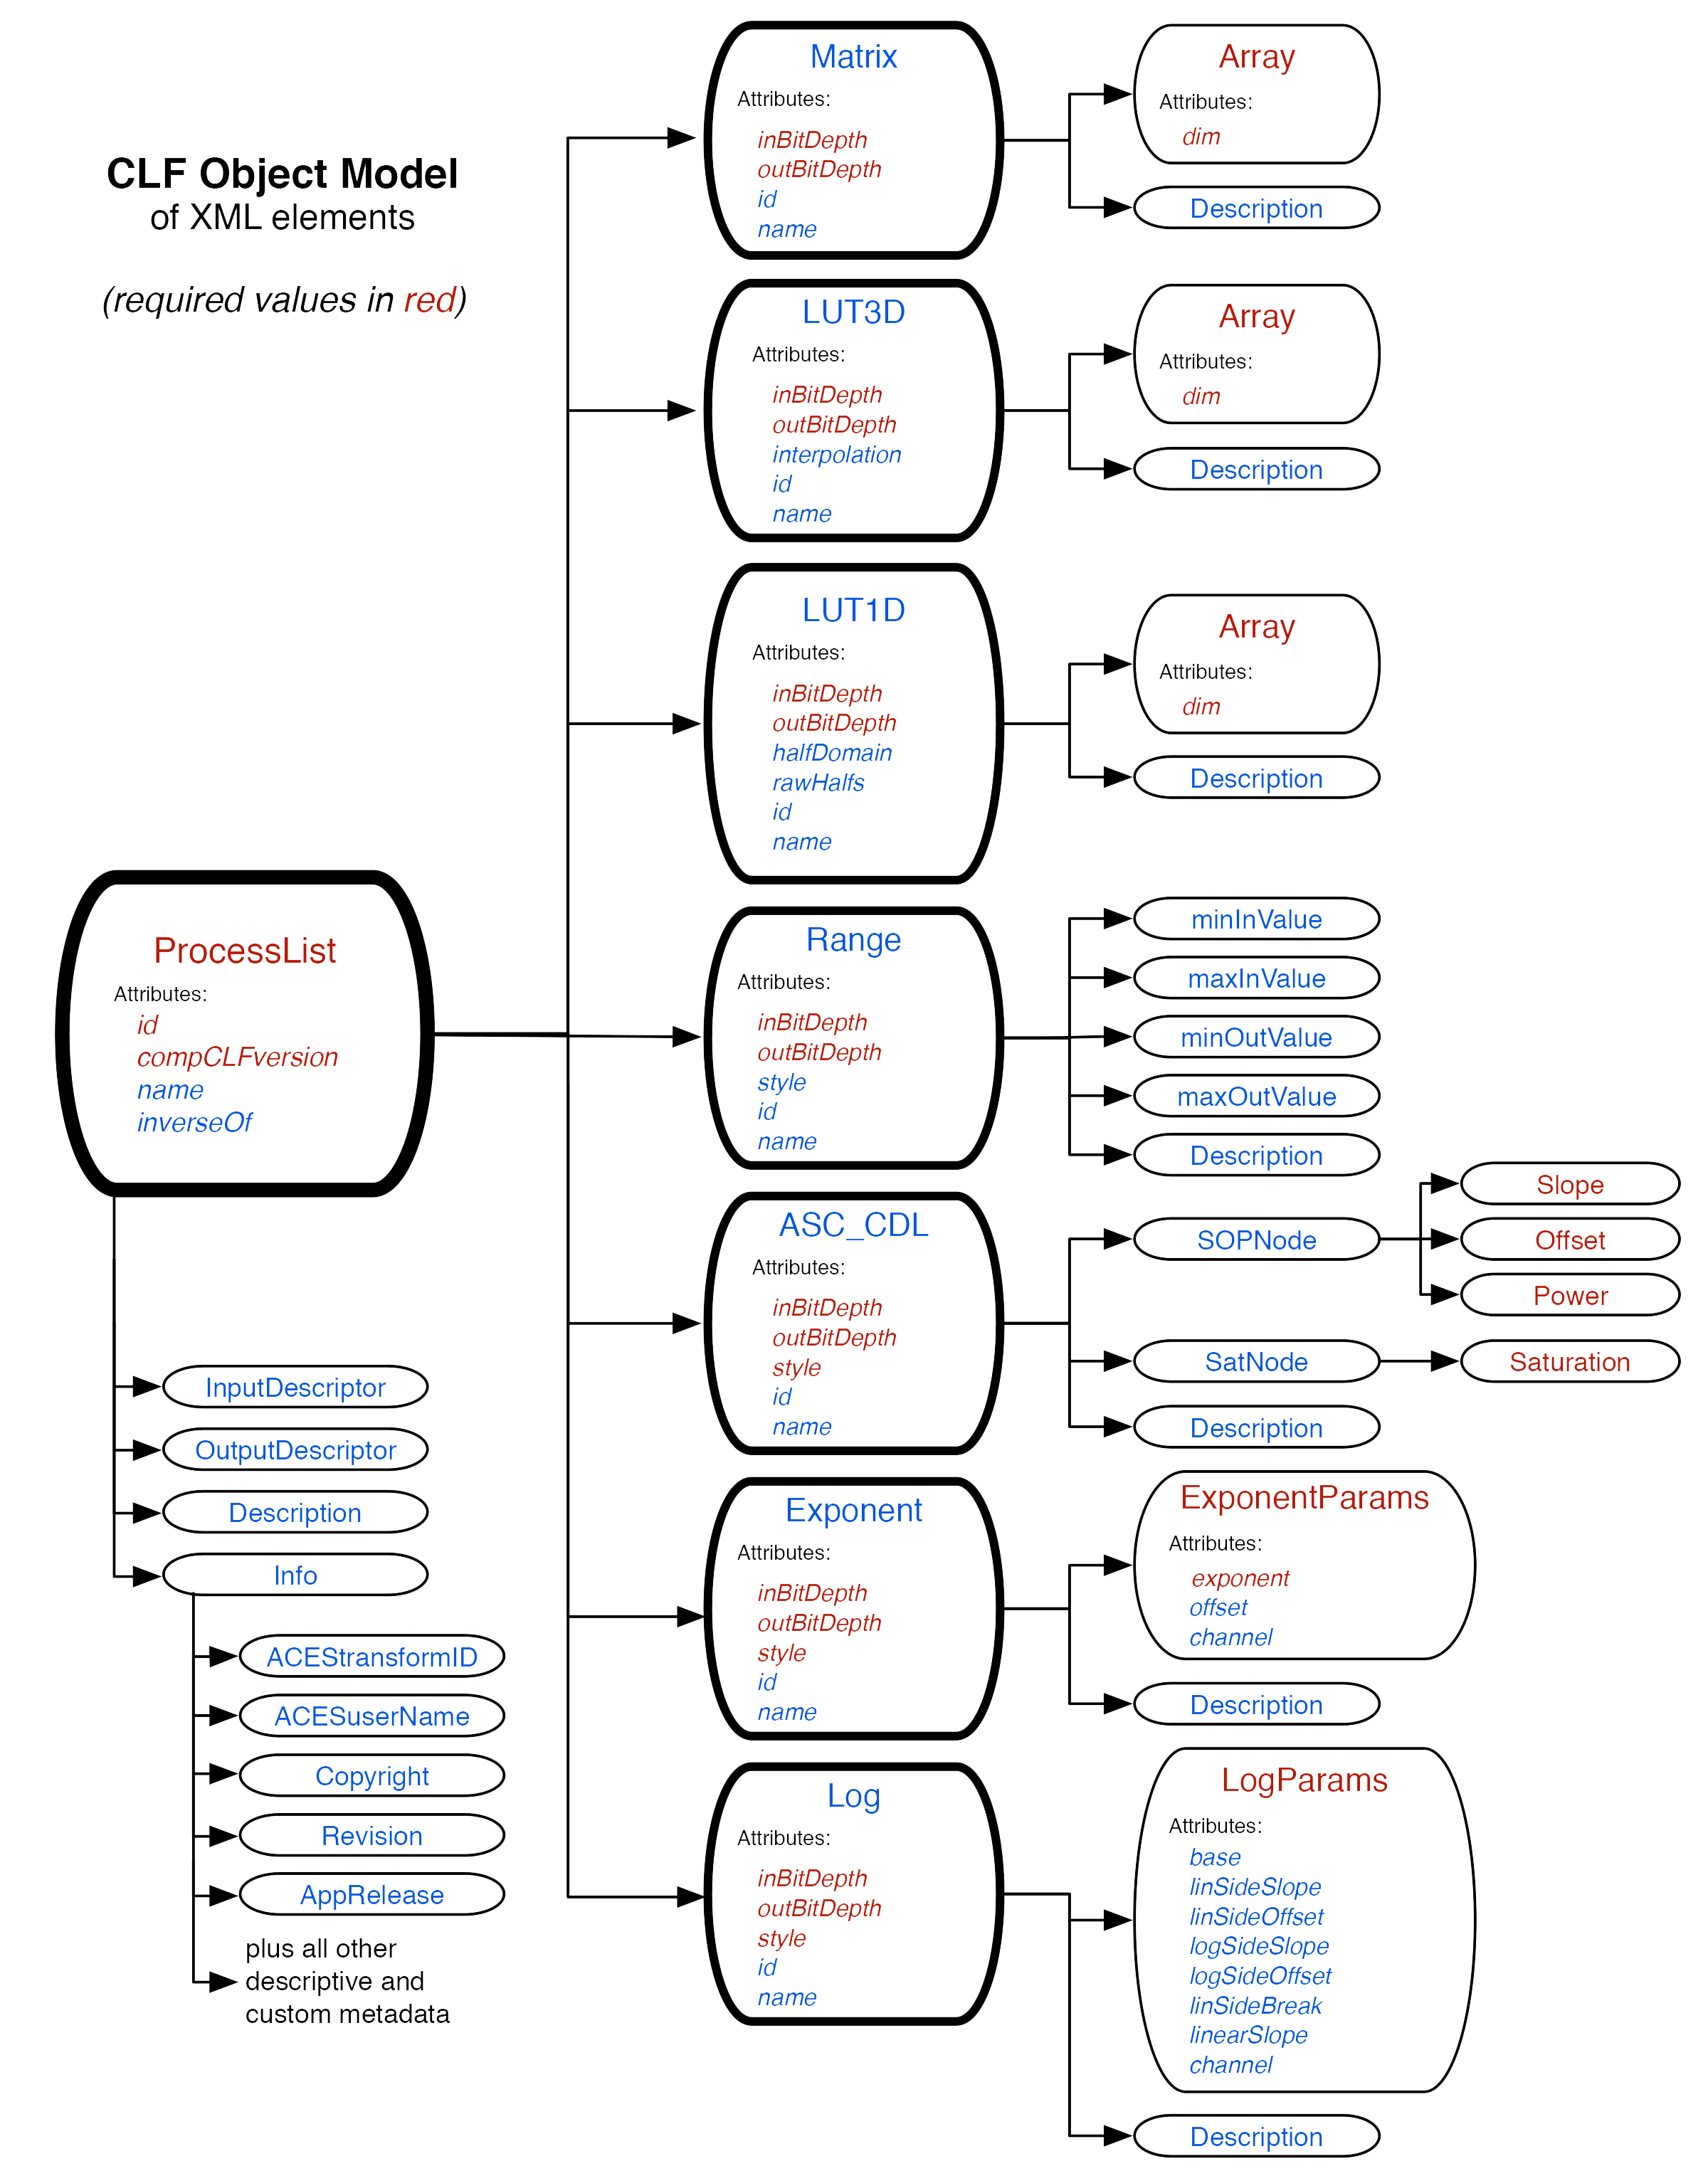 CLF Object Model
of XML elements
(required values in red)
ProcessList
Attributes:
id
compCLFversion
name
inverseOf
InputDescriptor
OutputDescriptor
Description
Info
ACEStransformID
ACESuserName
Copyright
Revision
AppRelease
plus all other
descriptive and
custom metadata
Matrix
Attributes:
inBitDepth
outBitDepth
id
name
Array
Attributes:
dim
Description
LUT3D
Attributes:
inBitDepth
outBitDepth
interpolation
id
name
Array
Attributes:
dim
Description
LUT1D
Attributes:
inBitDepth
outBitDepth
halfDomain
rawHalfs
id
name
Array
Attributes:
dim
Description
Range
Attributes:
inBitDepth
outBitDepth
style
id
name
minInValue
maxInValue
minOutValue
maxOutValue
Description
ASC_CDL
Attributes:
inBitDepth
outBitDepth
style
id
name
SOPNode
Slope
Offset
Power
SatNode
Saturation
Description
Exponent
Attributes:
inBitDepth
outBitDepth
style
id
name
ExponentParams
Attributes:
exponent
offset
channel
Description
Log
Attributes:
inBitDepth
outBitDepth
style
id
name
LogParams
Attributes:
base
linSideSlope
linSideOffset
logSideSlope
logSideOffset
linSideBreak
linearSlope
channel
Description